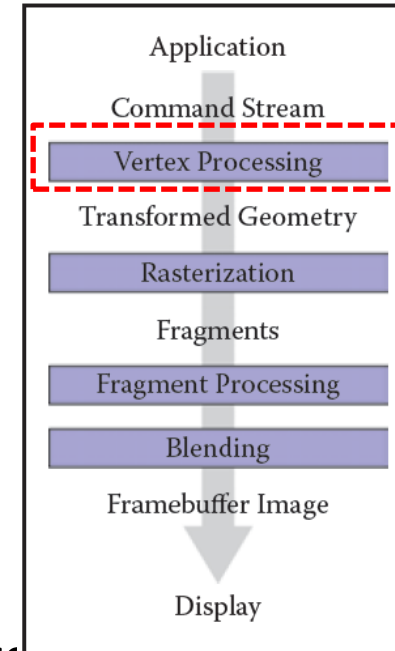 Application
Command Stream
Vertex Processing
Transformed Geometry
Rasterization
Fragments
Fragment Processing
Blending
Framebuffer Image
Display